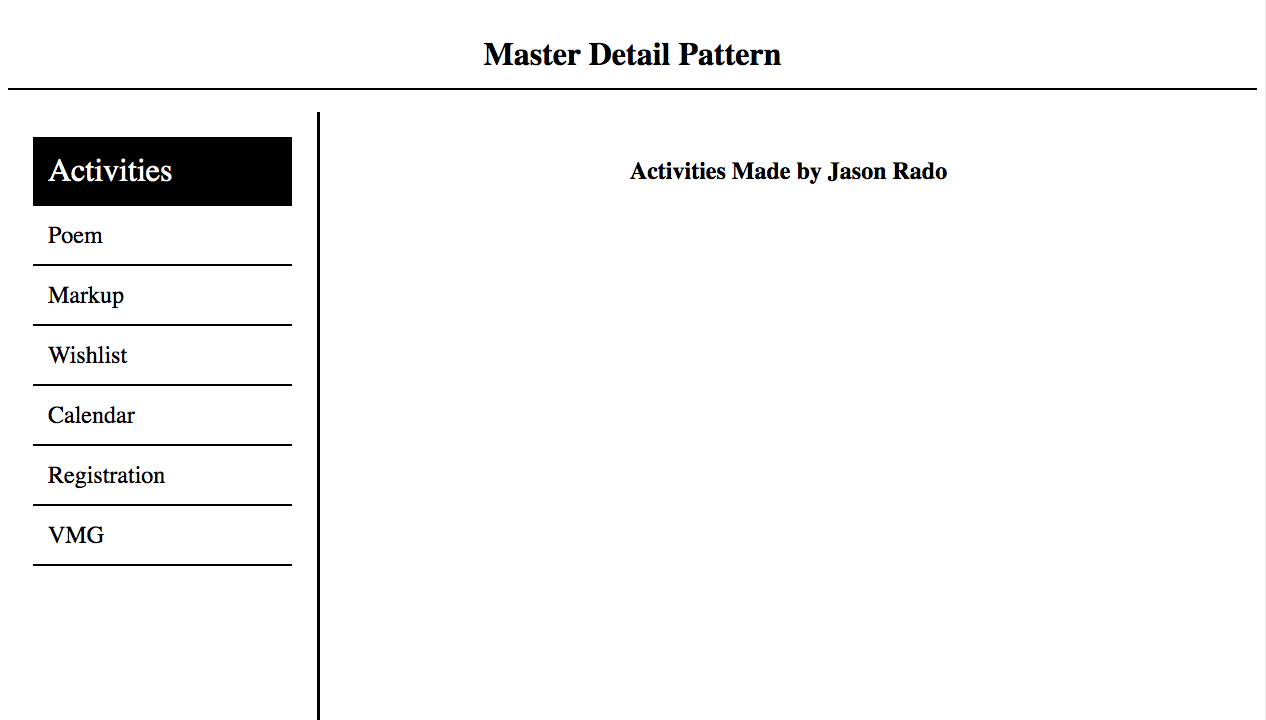 Master Detail Pattern
Activities
Poem
Markup
Wishlist
Calendar
Registration
VMG
Activities Made by Jason Rado